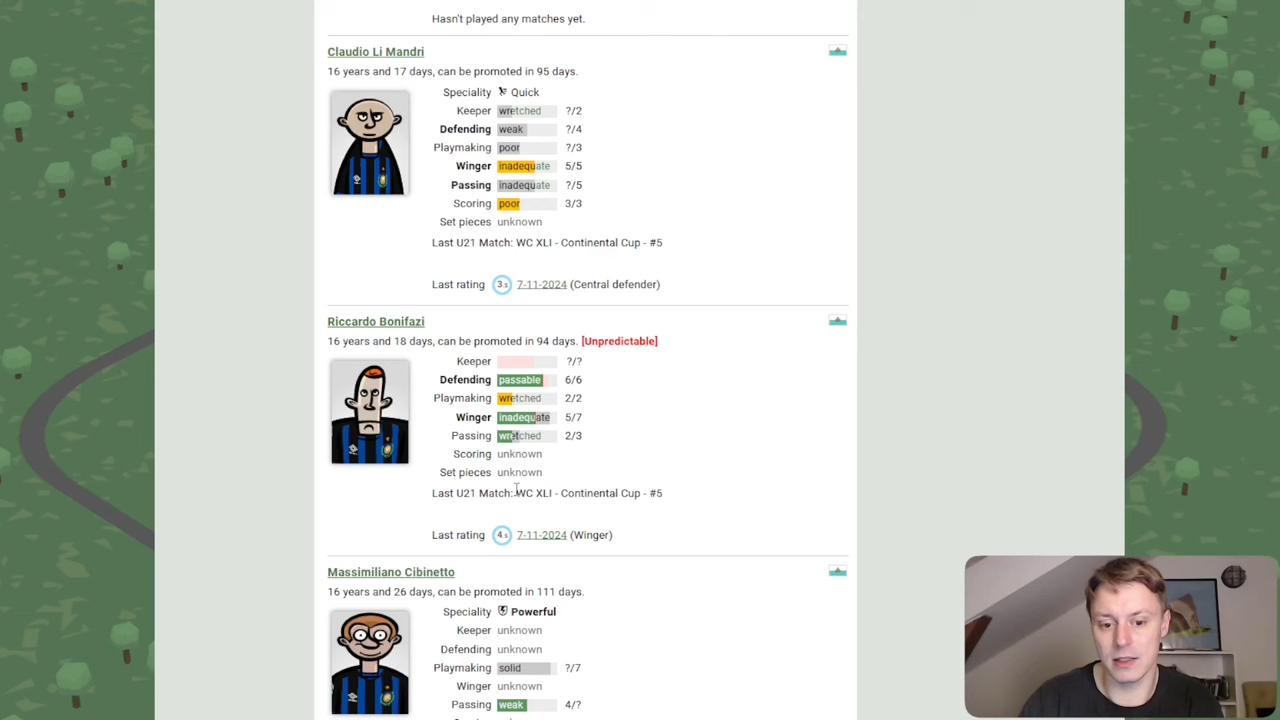 Hasn't played any matches yet.
Claudio Li Mandri
16 years and 17 days, can be promoted in 95 days.
Speciality Quick
Keeper wretched ?/2
Defending weak ?/4
Playmaking poor ?/3
Winger inadequate 5/5
Passing inadequate ?/5
Scoring poor 3/3
Set pieces unknown
Last U21 Match: WC XLI - Continental Cup - #5
Last rating 3.5 7-11-2024 (Central defender)
Riccardo Bonifazi
16 years and 18 days, can be promoted in 94 days. [Unpredictable]
Keeper ?/?
Defending passable 6/6
Playmaking wretched 2/2
Winger inadequate 5/7
Passing wretched 2/3
Scoring unknown
Set pieces unknown
Last U21 Match: WC XLI - Continental Cup - #5
Last rating 4.5 7-11-2024 (Winger)
Massimiliano Cibinetto
16 years and 26 days, can be promoted in 111 days.
Speciality Powerful
Keeper unknown
Defending unknown
Playmaking solid ?/7
Winger unknown
Passing weak 4/?